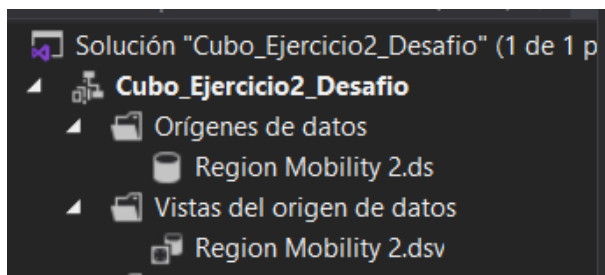 Solución "Cubo_Ejercicio2_Desafio" (1 de 1 p
Cubo_Ejercicio2_Desafio
Orígenes de datos
Region Mobility 2.ds
Vistas del origen de datos
Region Mobility 2.dsv